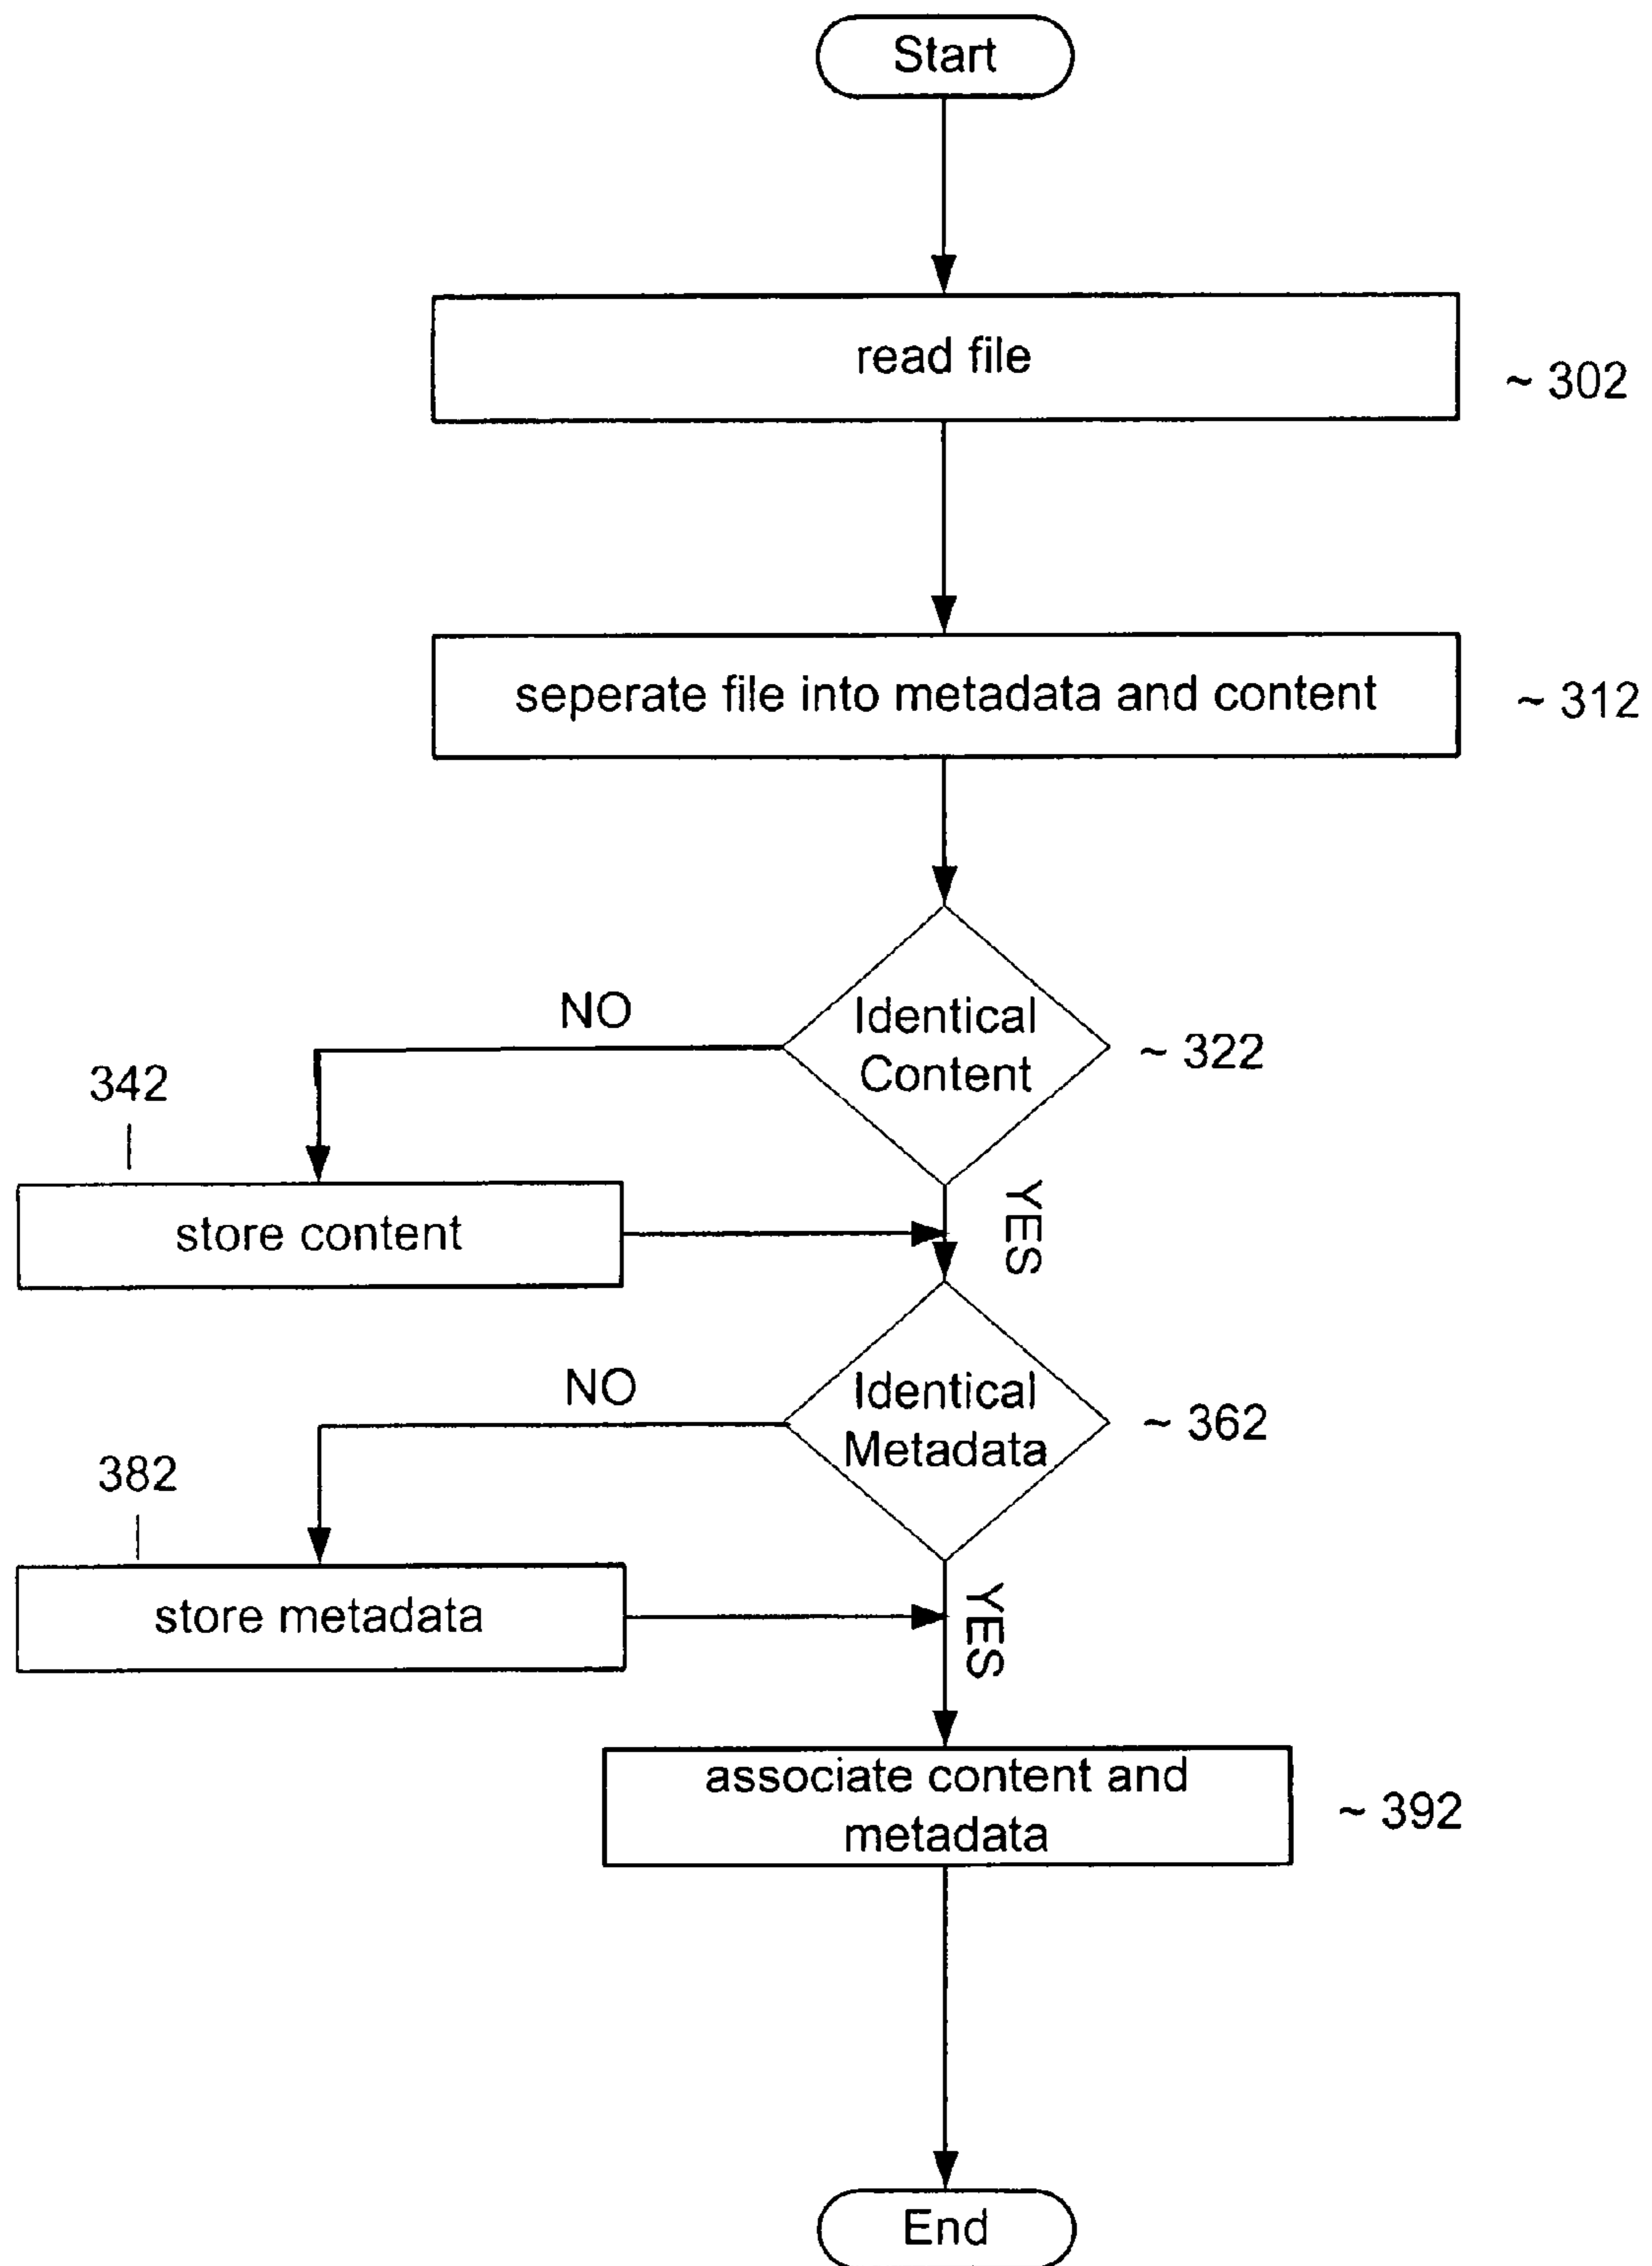 Start
read file
~ 302
seperate file into metadata and content
~ 312
Identical
Content
~ 322
NO
342
YES
store content
Identical
Metadata
~ 362
NO
382
YES
store metadata
associate content and
metadata
~ 392
End